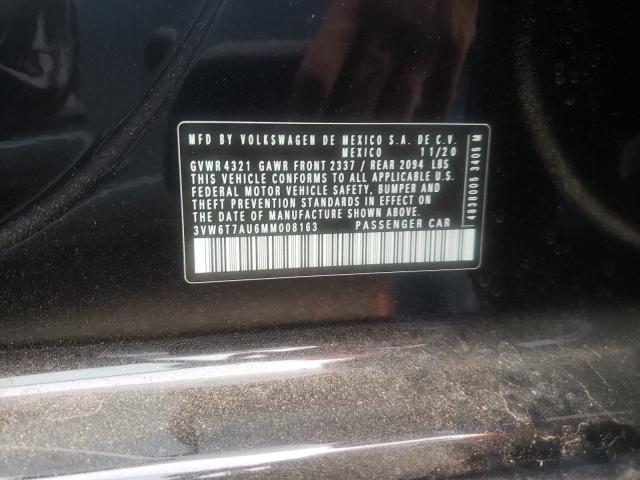 MFD BY VOLKSWAGEN DE MEXICO S.A. DE C.V.
MEXICO 11/20
GVWR 4321 GAWR FRONT 2337 / REAR 2094 LBS
THIS VEHICLE CONFORMS TO ALL APPLICABLE U.S.
FEDERAL MOTOR VEHICLE SAFETY, BUMPER AND
THEFT PREVENTION STANDARDS IN EFFECT ON THE
DATE OF MANUFACTURE SHOWN ABOVE.
3VW6T7AU6MM008163 PASSENGER CAR
4838006 3405 M